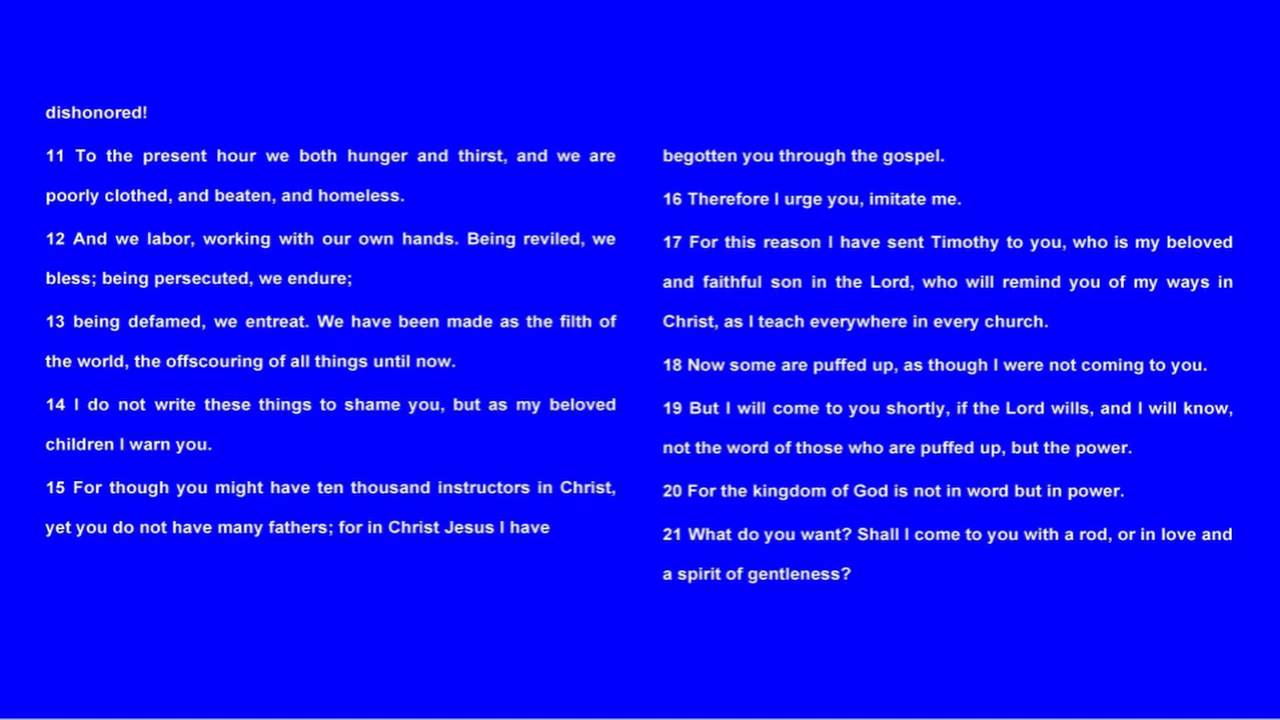 dishonored!
11 To the present hour we both hunger and thirst, and we are
poorly clothed, and beaten, and homeless.
12 And we labor, working with our own hands. Being reviled, we
bless; being persecuted, we endure;
13 being defamed, we entreat. We have been made as the filth of
the world, the offscouring of all things until now.
14 I do not write these things to shame you, but as my beloved
children I warn you.
15 For though you might have ten thousand instructors in Christ,
yet you do not have many fathers; for in Christ Jesus I have
begotten you through the gospel.
16 Therefore I urge you, imitate me.
17 For this reason I have sent Timothy to you, who is my beloved
and faithful son in the Lord, who will remind you of my ways in
Christ, as I teach everywhere in every church.
18 Now some are puffed up, as though I were not coming to you.
19 But I will come to you shortly, if the Lord wills, and I will know,
not the word of those who are puffed up, but the power.
20 For the kingdom of God is not in word but in power.
21 What do you want? Shall I come to you with a rod, or in love and
a spirit of gentleness?